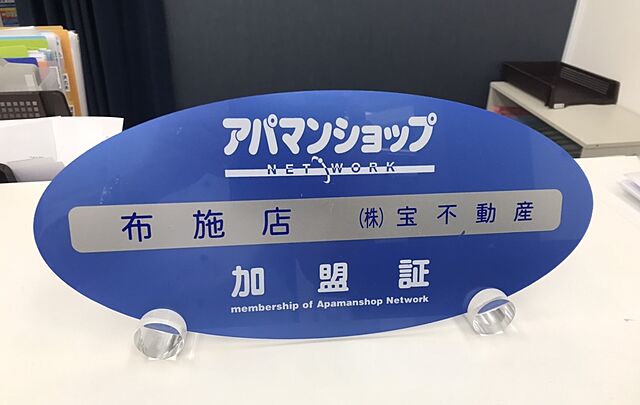 アパマンショップ
NETWORK
布施店 (株)宝不動産
加盟証
membership of Apamanshop Network